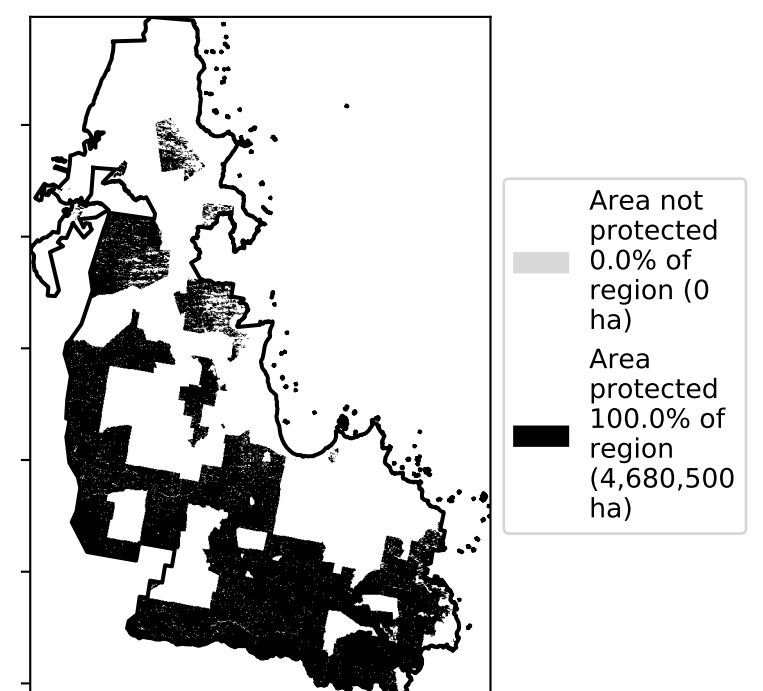 Area not
protected
0.0% of
region (0
ha)
Area
protected
100.0% of
region
(4,680,500
ha)